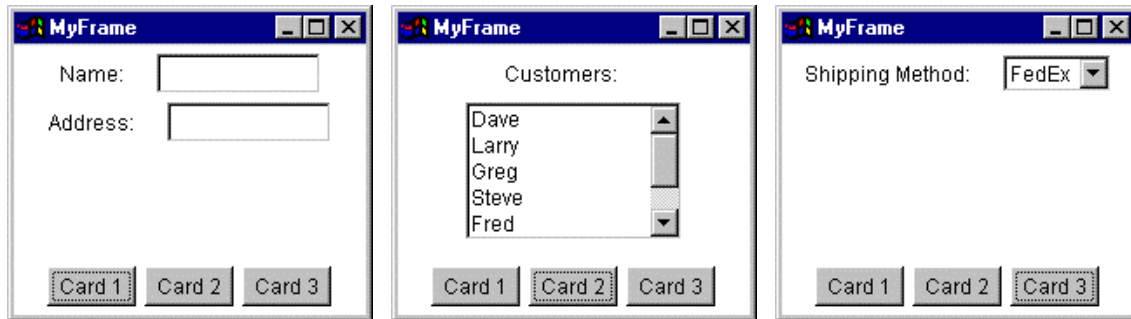 MyFrame
Name:
Address:
Card 1 Card 2 Card 3
MyFrame
Customers:
Dave
Larry
Greg
Steve
Fred
Card 1 Card 2 Card 3
MyFrame
Shipping Method: FedEx
Card 1 Card 2 Card 3